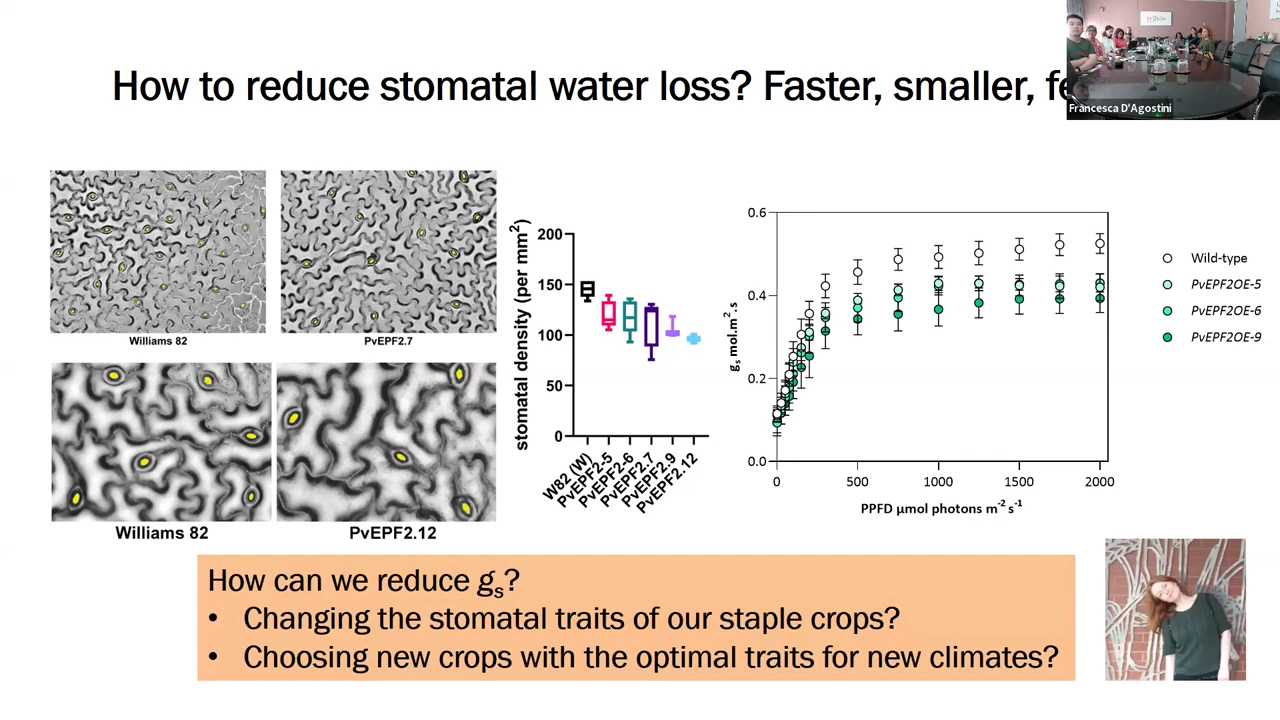 How to reduce stomatal water loss? Faster, smaller,
Francesca D'Agostini
Williams 82
PvEPF2.7
Williams 82
PvEPF2.12
stomatal density (per mm²)
200
150
100
50
0
W82 (W)
PvEPF2-5
PvEPF2-6
PvEPF2.7
PvEPF2.9
PvEPF2.12
gₛ mol.m².s
0.6
0.4
0.2
0.0
0
500
1000
1500
2000
PPFD µmol photons m⁻² s⁻¹
Wild-type
PvEPF2OE-5
PvEPF2OE-6
PvEPF2OE-9
How can we reduce gₛ?
• Changing the stomatal traits of our staple crops?
• Choosing new crops with the optimal traits for new climates?